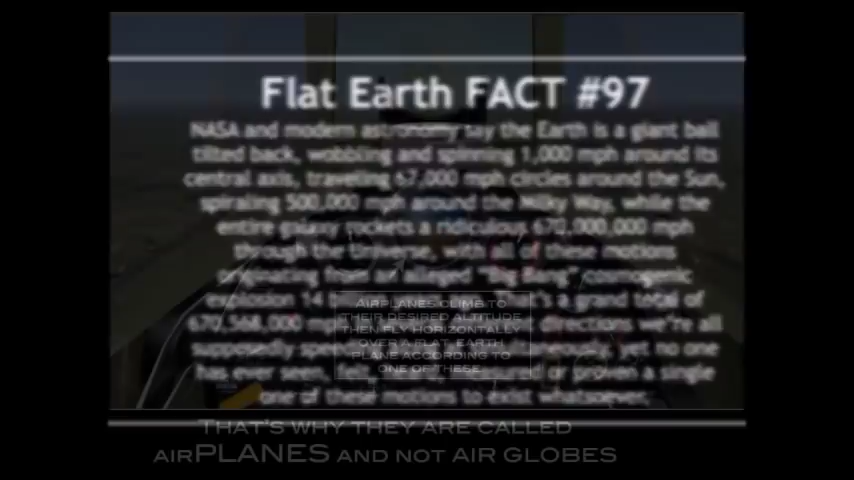 Flat Earth FACT #97
NASA and modern astronomy say the Earth is a giant ball
tilted back, wobbling and spinning 1,000 mph around its
central axis, traveling 67,000 mph circles around the Sun,
spiraling 500,000 mph around the Milky Way, while the
entire galaxy rockets a ridiculous 670,000,000 mph
through the Universe, with all of these motions
originating from an alleged "Big Bang" cosmogenic
explosion 14 That's a grand total of
670,568,000 directions we're all
supposedly yet no one
has ever seen, felt, measured or proven a single
one of these motions to exist whatsoever.
AIRPLANES CLIMB TO
THEIR DESIRED ALTITUDE
THEN FLY HORIZONTALLY
OVER A FLAT EARTH
PLANE ACCORDING TO
ONE OF THESE
THAT'S WHY THEY ARE CALLED
AIRPLANES AND NOT AIR GLOBES